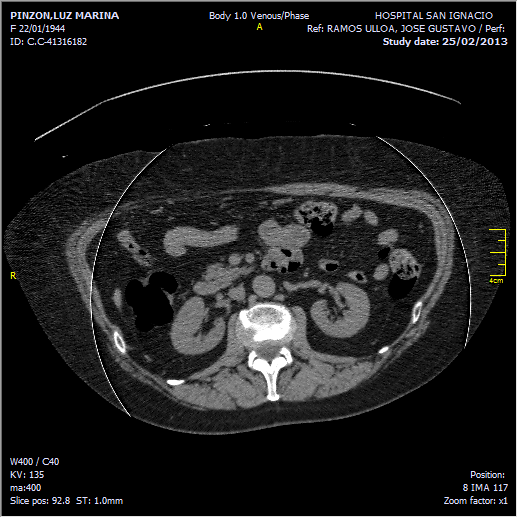 PINZON,LUZ MARINA
F 22/01/1944
ID: C.C-41316182
Body 1.0 Venous/Phase
A
HOSPITAL SAN IGNACIO
Ref: RAMOS ULLOA, JOSE GUSTAVO / Perf:
Study date: 25/02/2013
R
4cm
W400 / C40
KV: 135
ma:400
Slice pos: 92.8 ST: 1.0mm
Position:
8 IMA 117
Zoom factor: x1